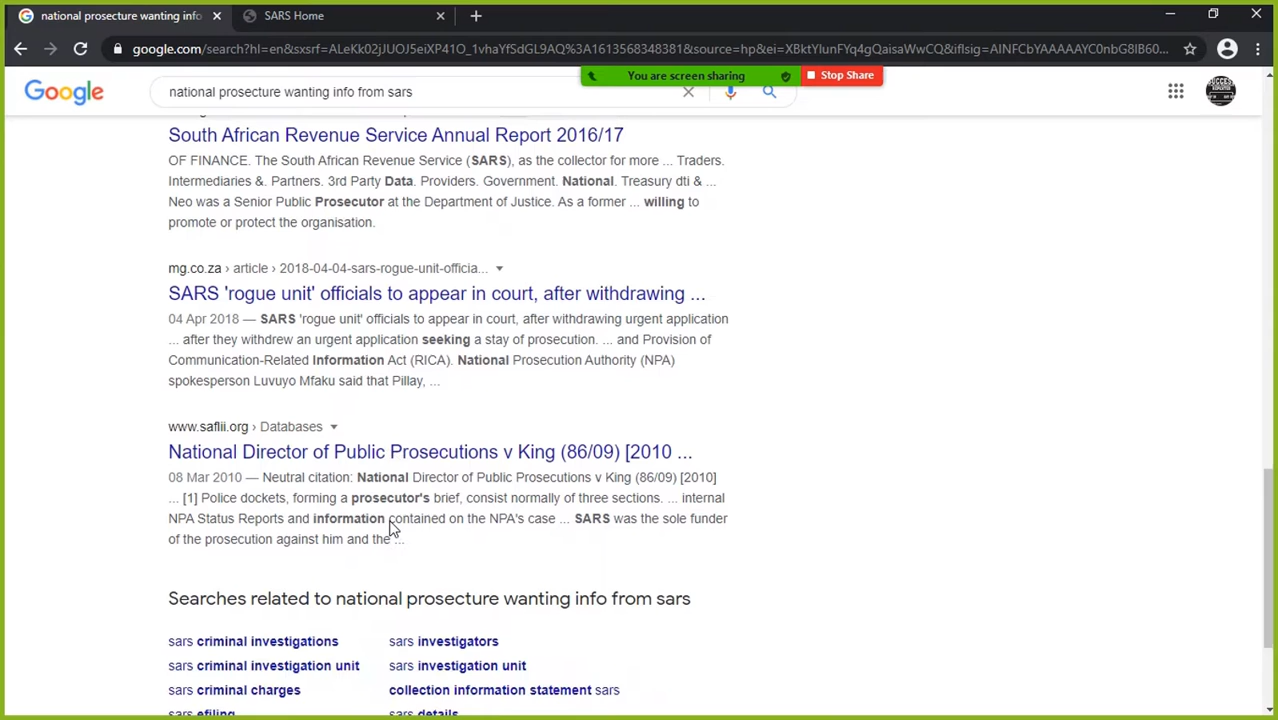 national prosecture wanting info
SARS Home
google.com/search?hl=en&sxsrf=ALeKk02jJUOJ5eiXP41O_1vhaYfSdGL9AQ%3A1613568348381&source=hp&ei=XBktYIunFYq4gQaisaWwCQ&iflsig=AINFCbYAAAAAYC0nbG8IB60...
You are screen sharing
Stop Share
Google
national prosecture wanting info from sars
South African Revenue Service Annual Report 2016/17
OF FINANCE. The South African Revenue Service (SARS), as the collector for more ... Traders.
Intermediaries &. Partners. 3rd Party Data. Providers. Government. National. Treasury dti & ...
Neo was a Senior Public Prosecutor at the Department of Justice. As a former ... willing to
promote or protect the organisation.
mg.co.za › article › 2018-04-04-sars-rogue-unit-officia...
SARS 'rogue unit' officials to appear in court, after withdrawing ...
04 Apr 2018 — SARS 'rogue unit' officials to appear in court, after withdrawing urgent application
... after they withdrew an urgent application seeking a stay of prosecution. ... and Provision of
Communication-Related Information Act (RICA). National Prosecution Authority (NPA)
spokesperson Luvuyo Mfaku said that Pillay, ...
www.saflii.org › Databases
National Director of Public Prosecutions v King (86/09) [2010 ...
08 Mar 2010 — Neutral citation: National Director of Public Prosecutions v King (86/09) [2010]
... [1] Police dockets, forming a prosecutor's brief, consist normally of three sections. ... internal
NPA Status Reports and information contained on the NPA's case ... SARS was the sole funder
of the prosecution against him and the ...
Searches related to national prosecture wanting info from sars
sars criminal investigations
sars investigators
sars criminal investigation unit
sars investigation unit
sars criminal charges
collection information statement sars
sars efiling
sars details